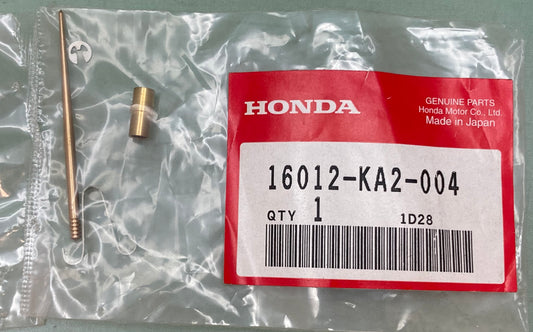 HONDA
GENUINE PARTS
Honda Motor Co., Ltd.
Made in Japan
16012-KA2-004
QTY 1 1D28